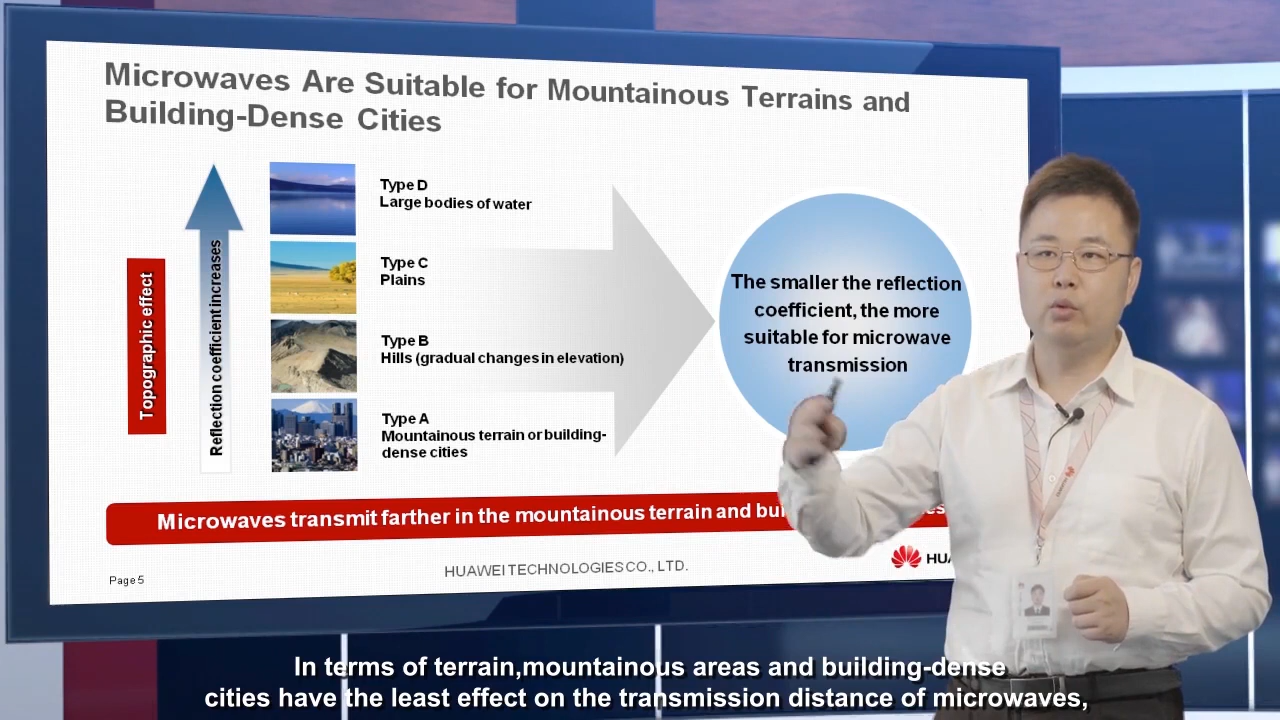 Microwaves Are Suitable for Mountainous Terrains and
Building-Dense Cities
Topographic effect
Reflection coefficient increases
Type D
Large bodies of water
Type C
Plains
Type B
Hills (gradual changes in elevation)
Type A
Mountainous terrain or building-
dense cities
The smaller the reflection
coefficient, the more
suitable for microwave
transmission
Microwaves transmit farther in the mountainous terrain and
Page 5
HUAWEI TECHNOLOGIES CO., LTD.
In terms of terrain,mountainous areas and building-dense
cities have the least effect on the transmission distance of microwaves,